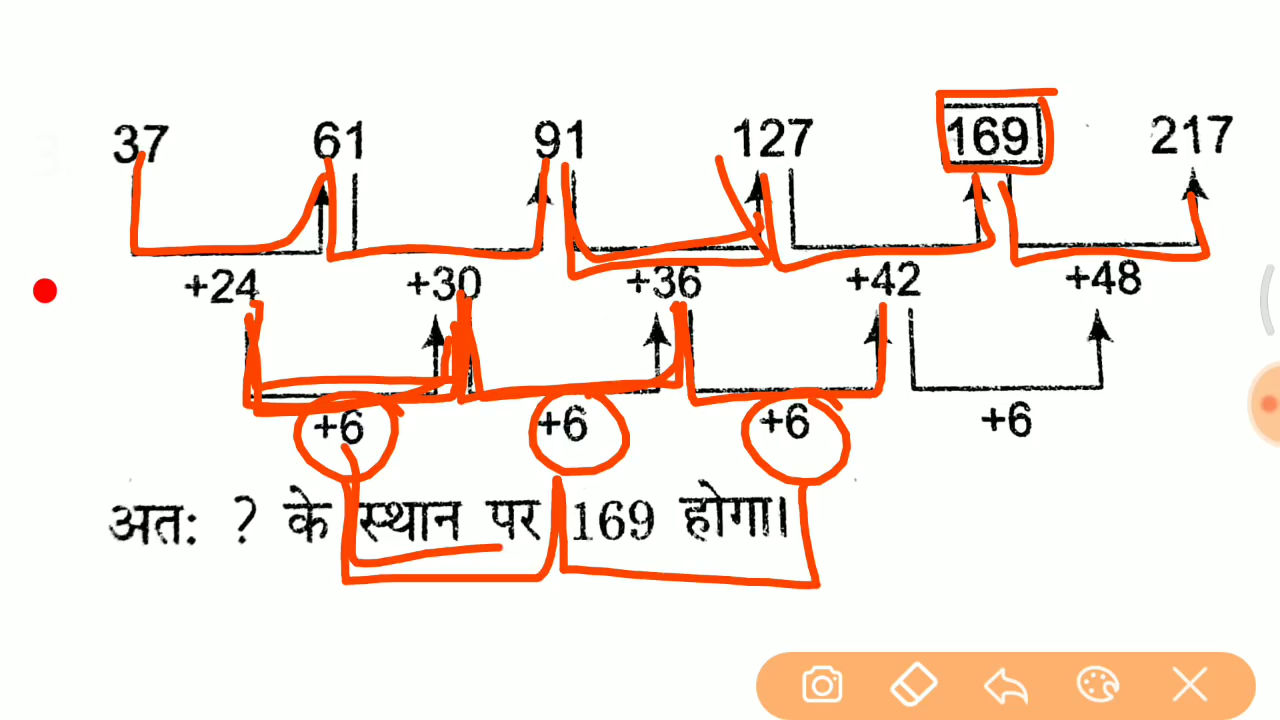 37 61 91 127 169 217
+24 +30 +36 +42 +48
+6 +6 +6 +6
अतः ? के स्थान पर 169 होगा।